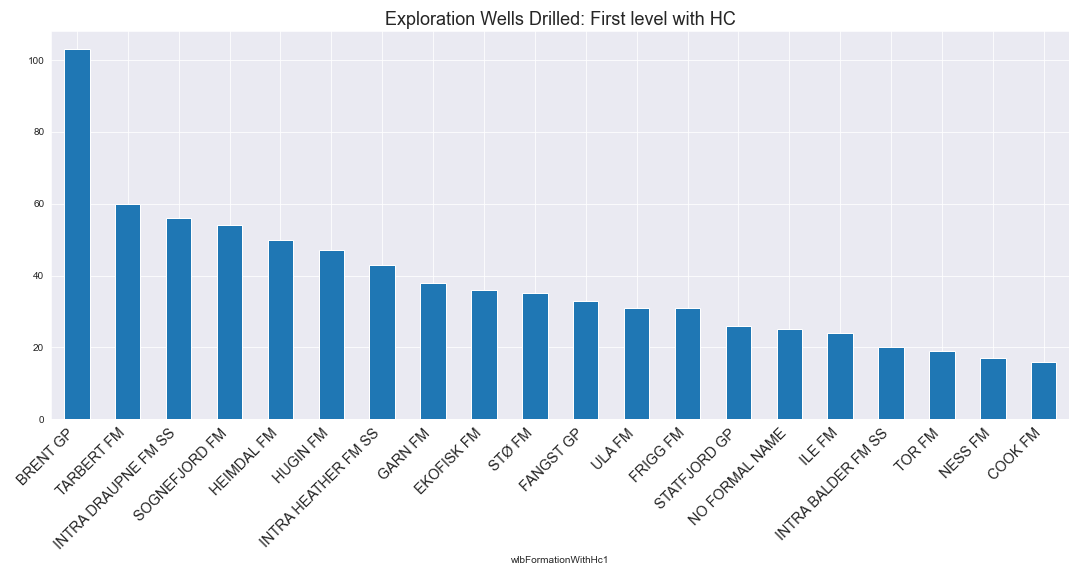 Exploration Wells Drilled: First level with HC
100
80
60
40
20
0
BRENT GP
TARBERT FM
INTRA DRAUPNE FM SS
SOGNEFJORD FM
HEIMDAL FM
HUGIN FM
INTRA HEATHER FM SS
GARN FM
EKOFISK FM
STØ FM
FANGST GP
ULA FM
FRIGG FM
STATFJORD GP
NO FORMAL NAME
ILE FM
INTRA BALDER FM SS
TOR FM
NESS FM
COOK FM
wlbFormationWithHc1